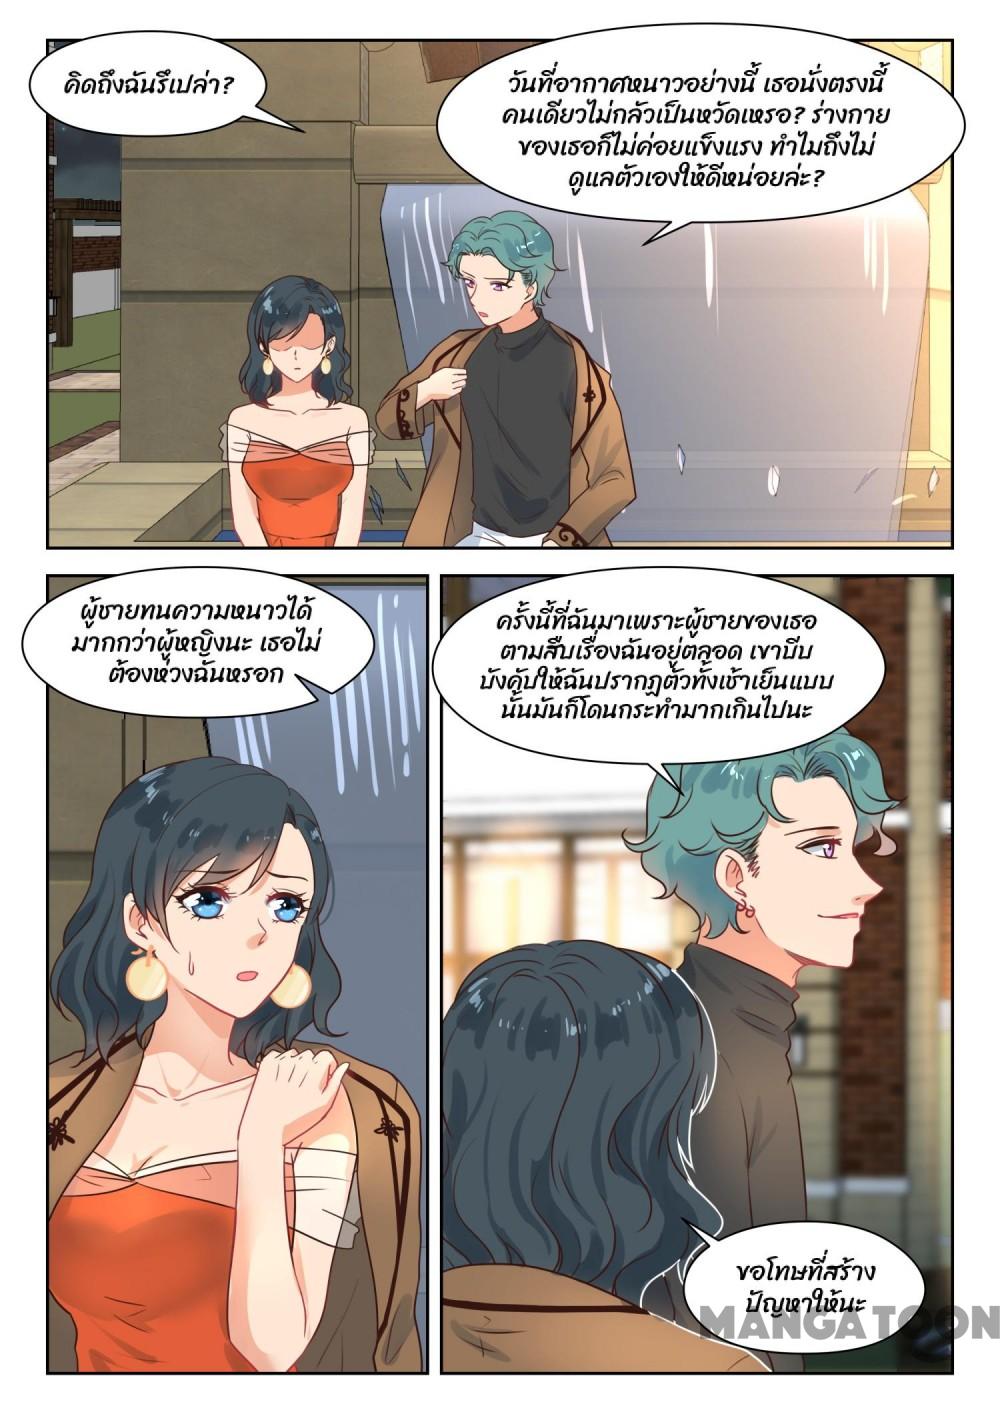 คิดถึงฉันรึเปล่า?
วันที่อากาศหนาวอย่างนี้ เธอนั่งตรงนี้
คนเดียวไม่กลัวเป็นหวัดเหรอ? ร่างกาย
ของเธอก็ไม่ค่อยแข็งแรง ทำไมถึงไม่
ดูแลตัวเองให้ดีหน่อยล่ะ?
ผู้ชายทนความหนาวได้
มากกว่าผู้หญิงนะ เธอไม่
ต้องห่วงฉันหรอก
ครั้งนี้ที่ฉันมาเพราะผู้ชายของเธอ
ตามสืบเรื่องฉันอยู่ตลอด เขาบีบ
บังคับให้ฉันปรากฏตัวทั้งเช้าเย็นแบบ
นั้นมันก็โดนกระทำมากเกินไปนะ
ขอโทษที่สร้าง
ปัญหาให้นะ
MANGATOON